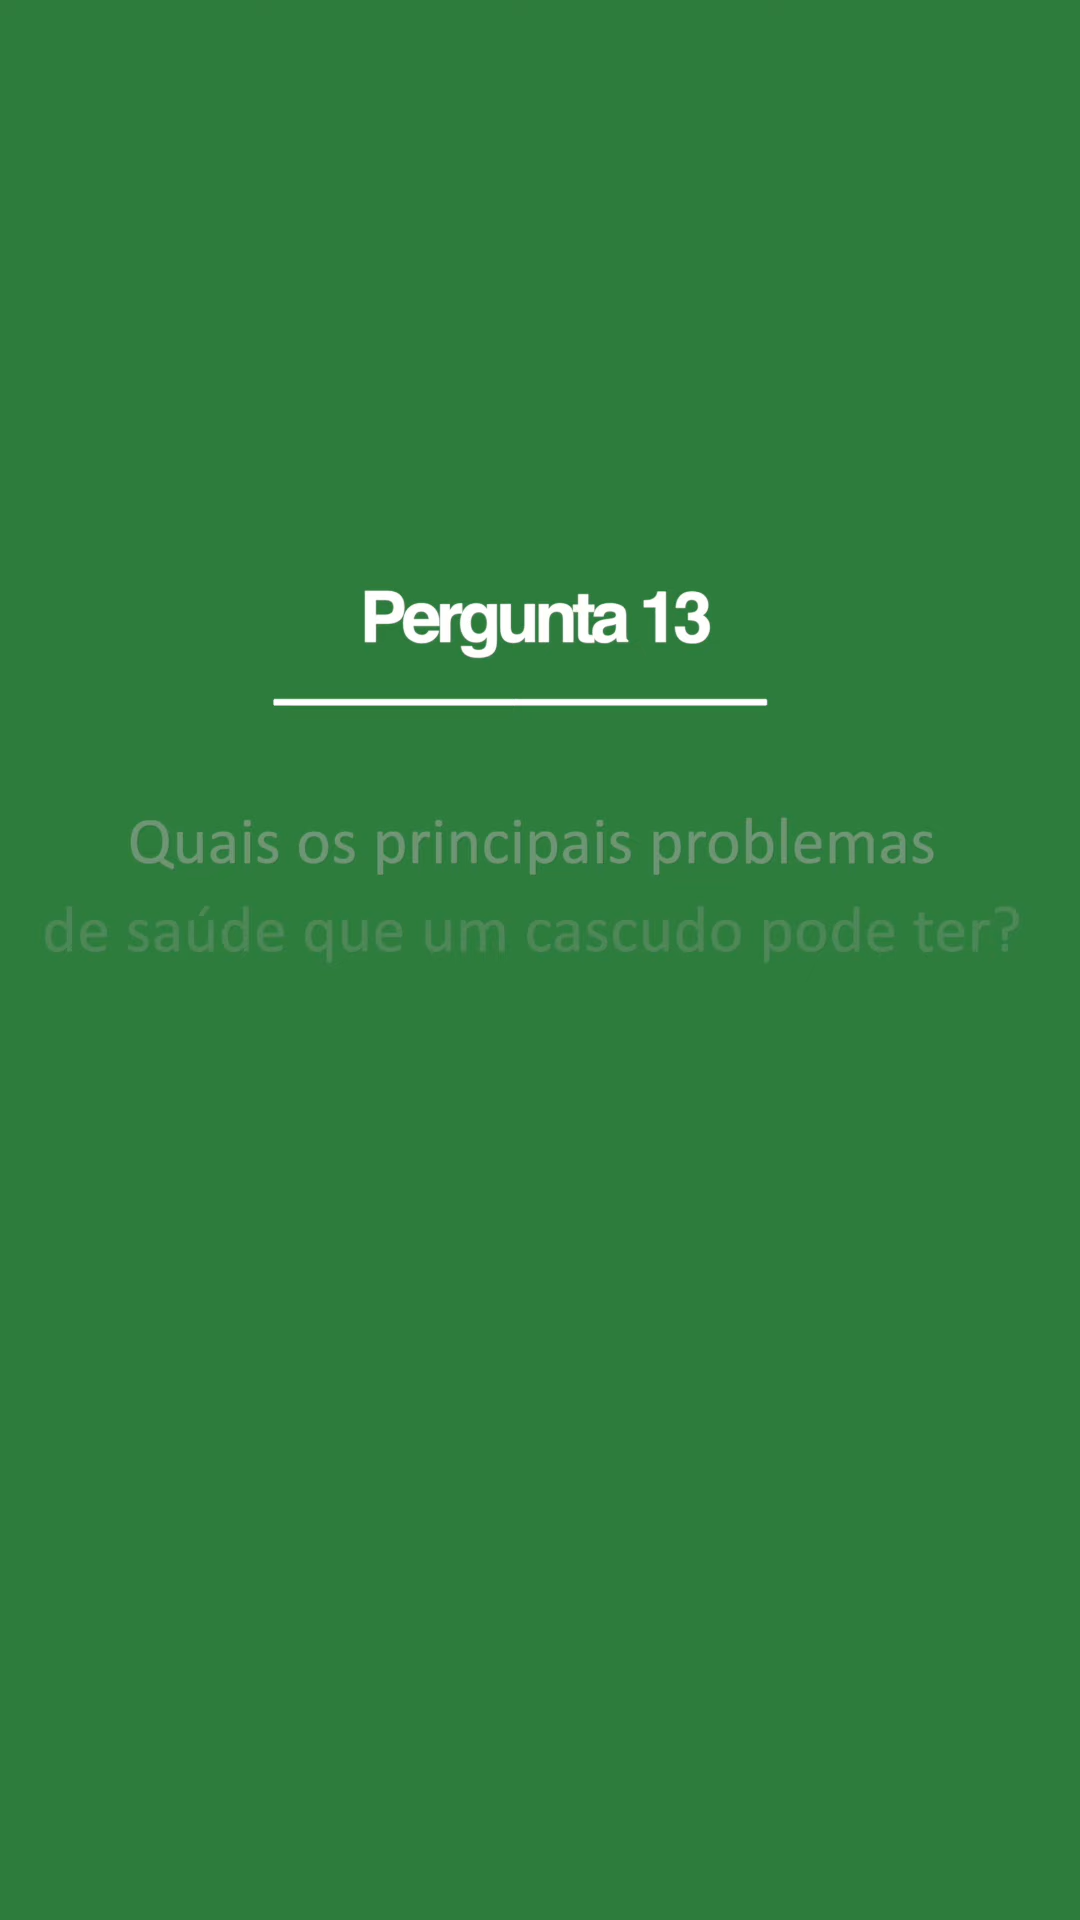 Pergunta 13
Quais os principais problemas
de saúde que um cascudo pode ter?